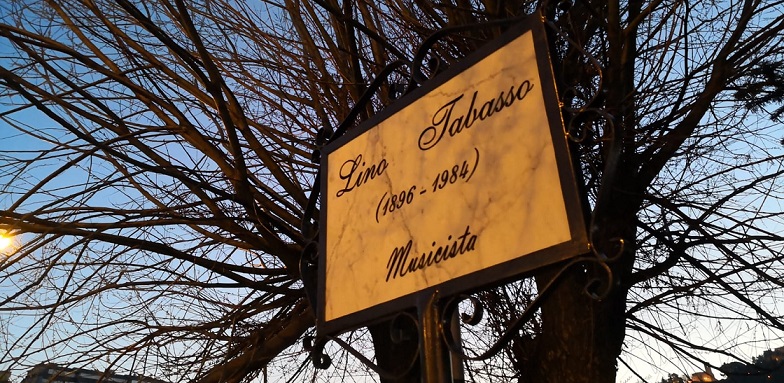 Lino Tabasso
(1896 - 1984)
Musicista